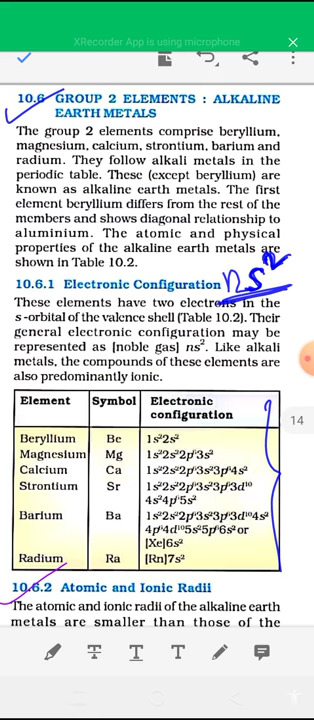 XRecorder App is using microphone
10.6 GROUP 2 ELEMENTS : ALKALINE
EARTH METALS
The group 2 elements comprise beryllium,
magnesium, calcium, strontium, barium and
radium. They follow alkali metals in the
periodic table. These (except beryllium) are
known as alkaline earth metals. The first
element beryllium differs from the rest of the
members and shows diagonal relationship to
aluminium. The atomic and physical
properties of the alkaline earth metals are
shown in Table 10.2.
ns²
10.6.1 Electronic Configuration
These elements have two electrons in the
s-orbital of the valence shell (Table 10.2). Their
general electronic configuration may be
represented as [noble gas] ns². Like alkali
metals, the compounds of these elements are
also predominantly ionic.
Element Symbol Electronic
configuration
Beryllium Be 1s²2s²
Magnesium Mg 1s²2s²2p⁶3s²
Calcium Ca 1s²2s²2p⁶3s²3p⁶4s²
Strontium Sr 1s²2s²2p⁶3s²3p⁶3d¹⁰
4s²4p⁶5s²
Barium Ba 1s²2s²2p⁶3s²3p⁶3d¹⁰4s²
4p⁶4d¹⁰5s²5p⁶6s² or
[Xe]6s²
Radium Ra [Rn]7s²
14
10.6.2 Atomic and Ionic Radii
The atomic and ionic radii of the alkaline earth
metals are smaller than those of the
T T T